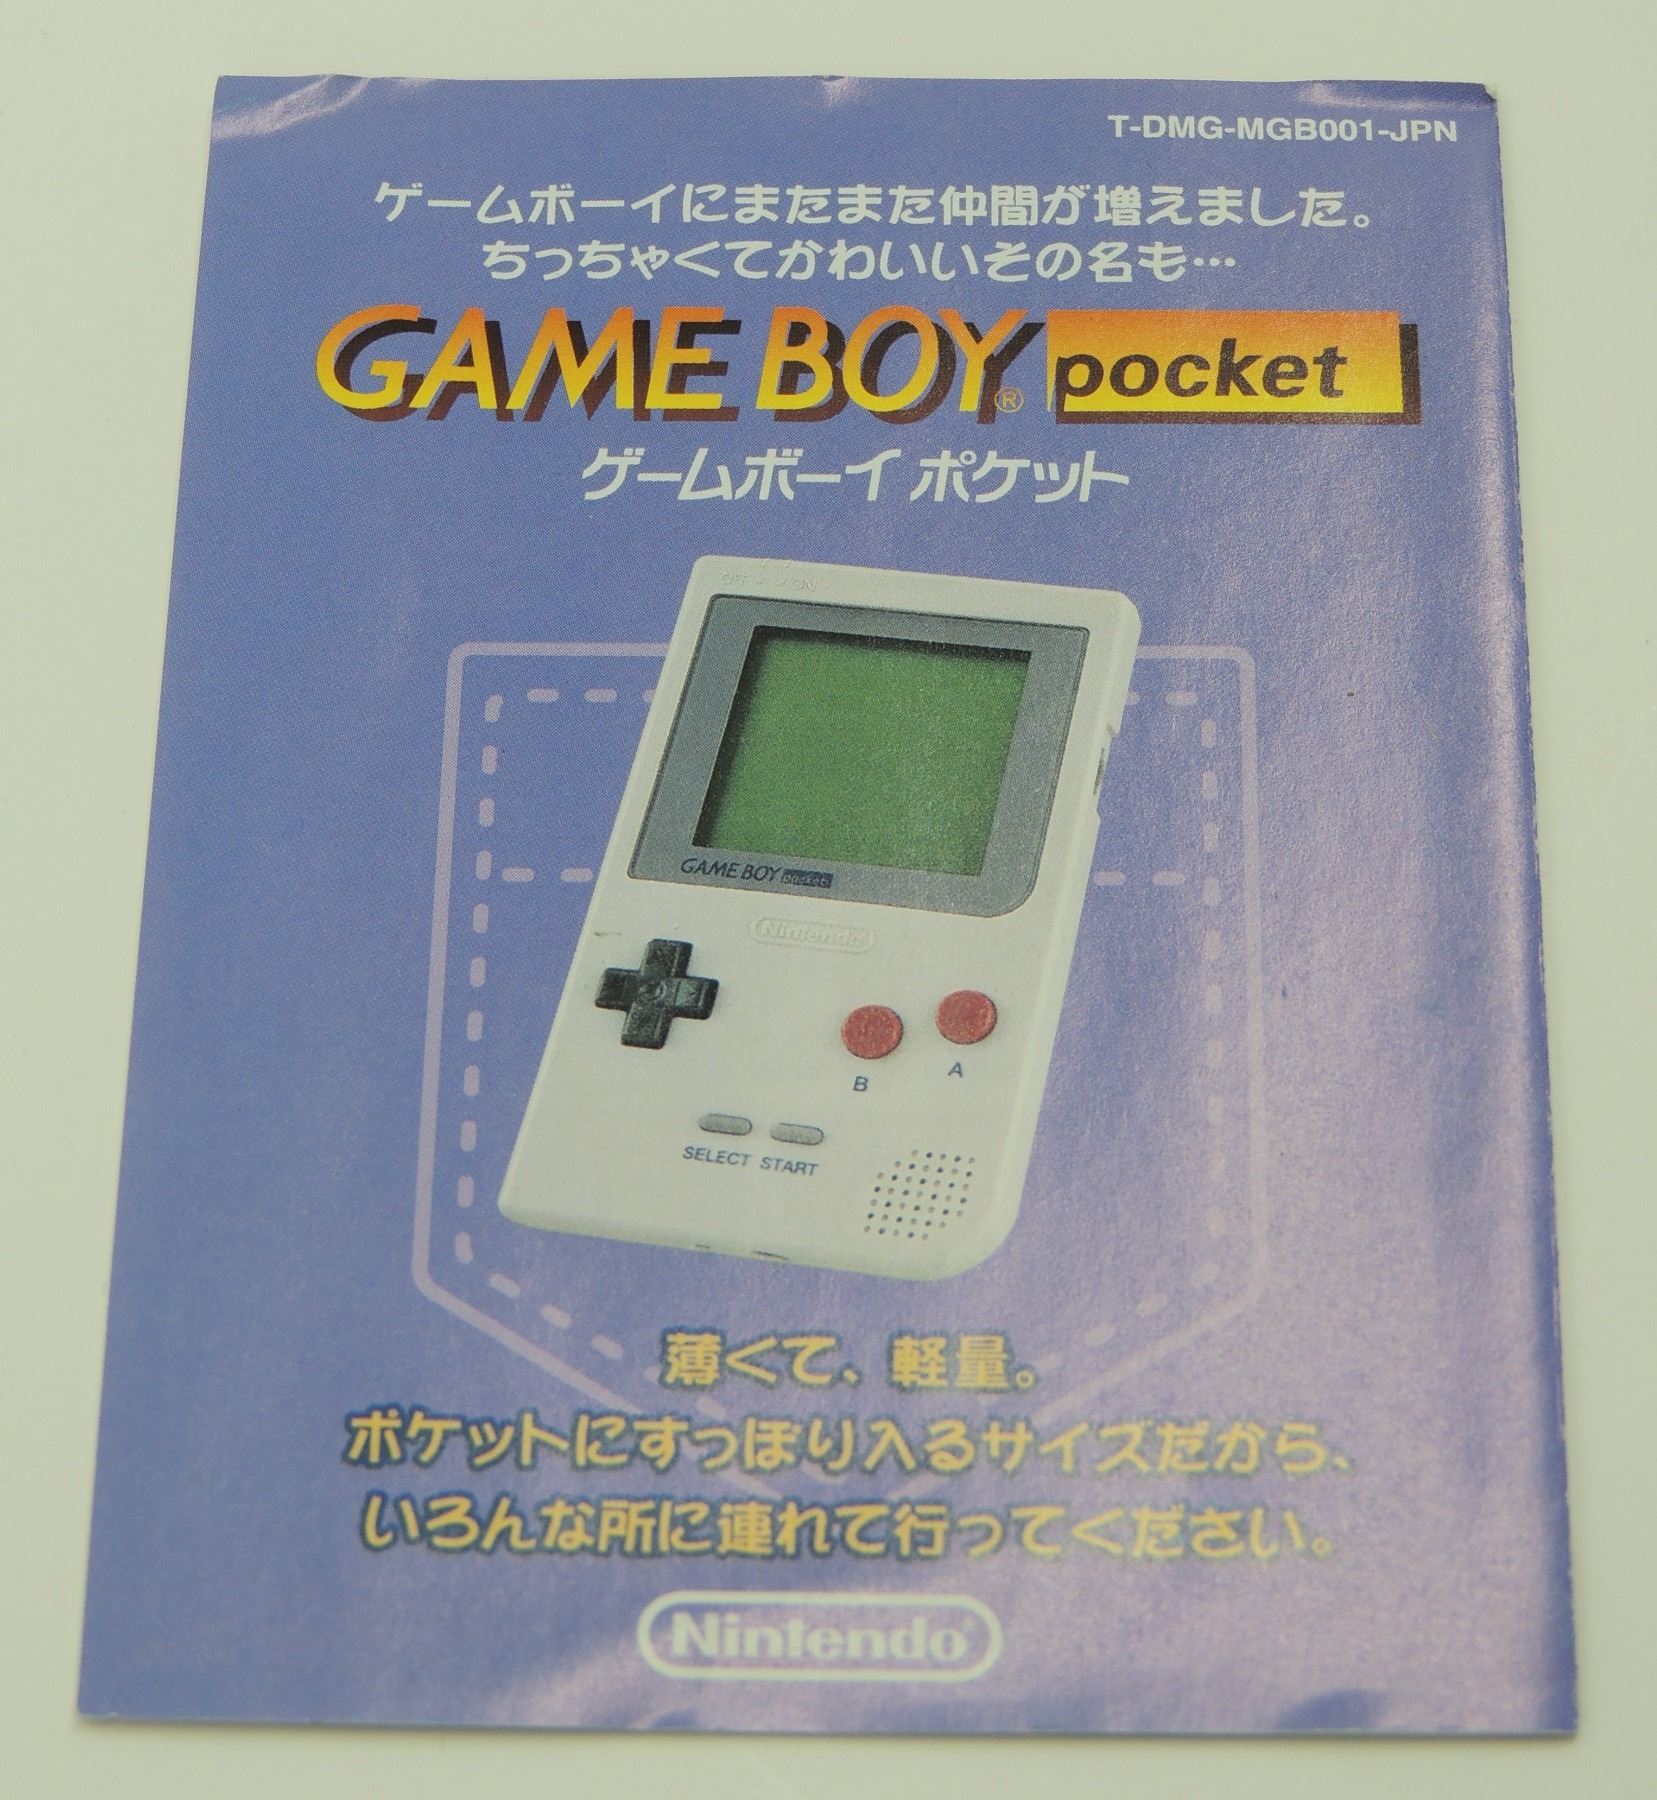 T-DMG-MGB001-JPN
ゲームボーイにまたまた仲間が増えました。
ちっちゃくてかわいいその名も…
GAME BOY® pocket
ゲームボーイ ポケット
OFF ON
GAME BOY pocket
Nintendo
B A
SELECT START
薄くて、軽量。
ポケットにすっぽり入るサイズだから、
いろんな所に連れて行ってください。
Nintendo